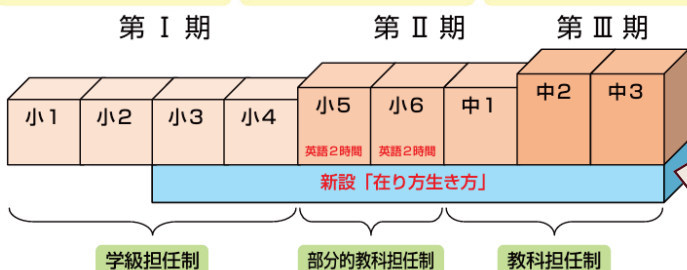 第Ⅰ期 第Ⅱ期 第Ⅲ期
小1 小2 小3 小4 小5 小6 中1 中2 中3
英語2時間 英語2時間
新設「在り方生き方」
学級担任制 部分的教科担任制 教科担任制